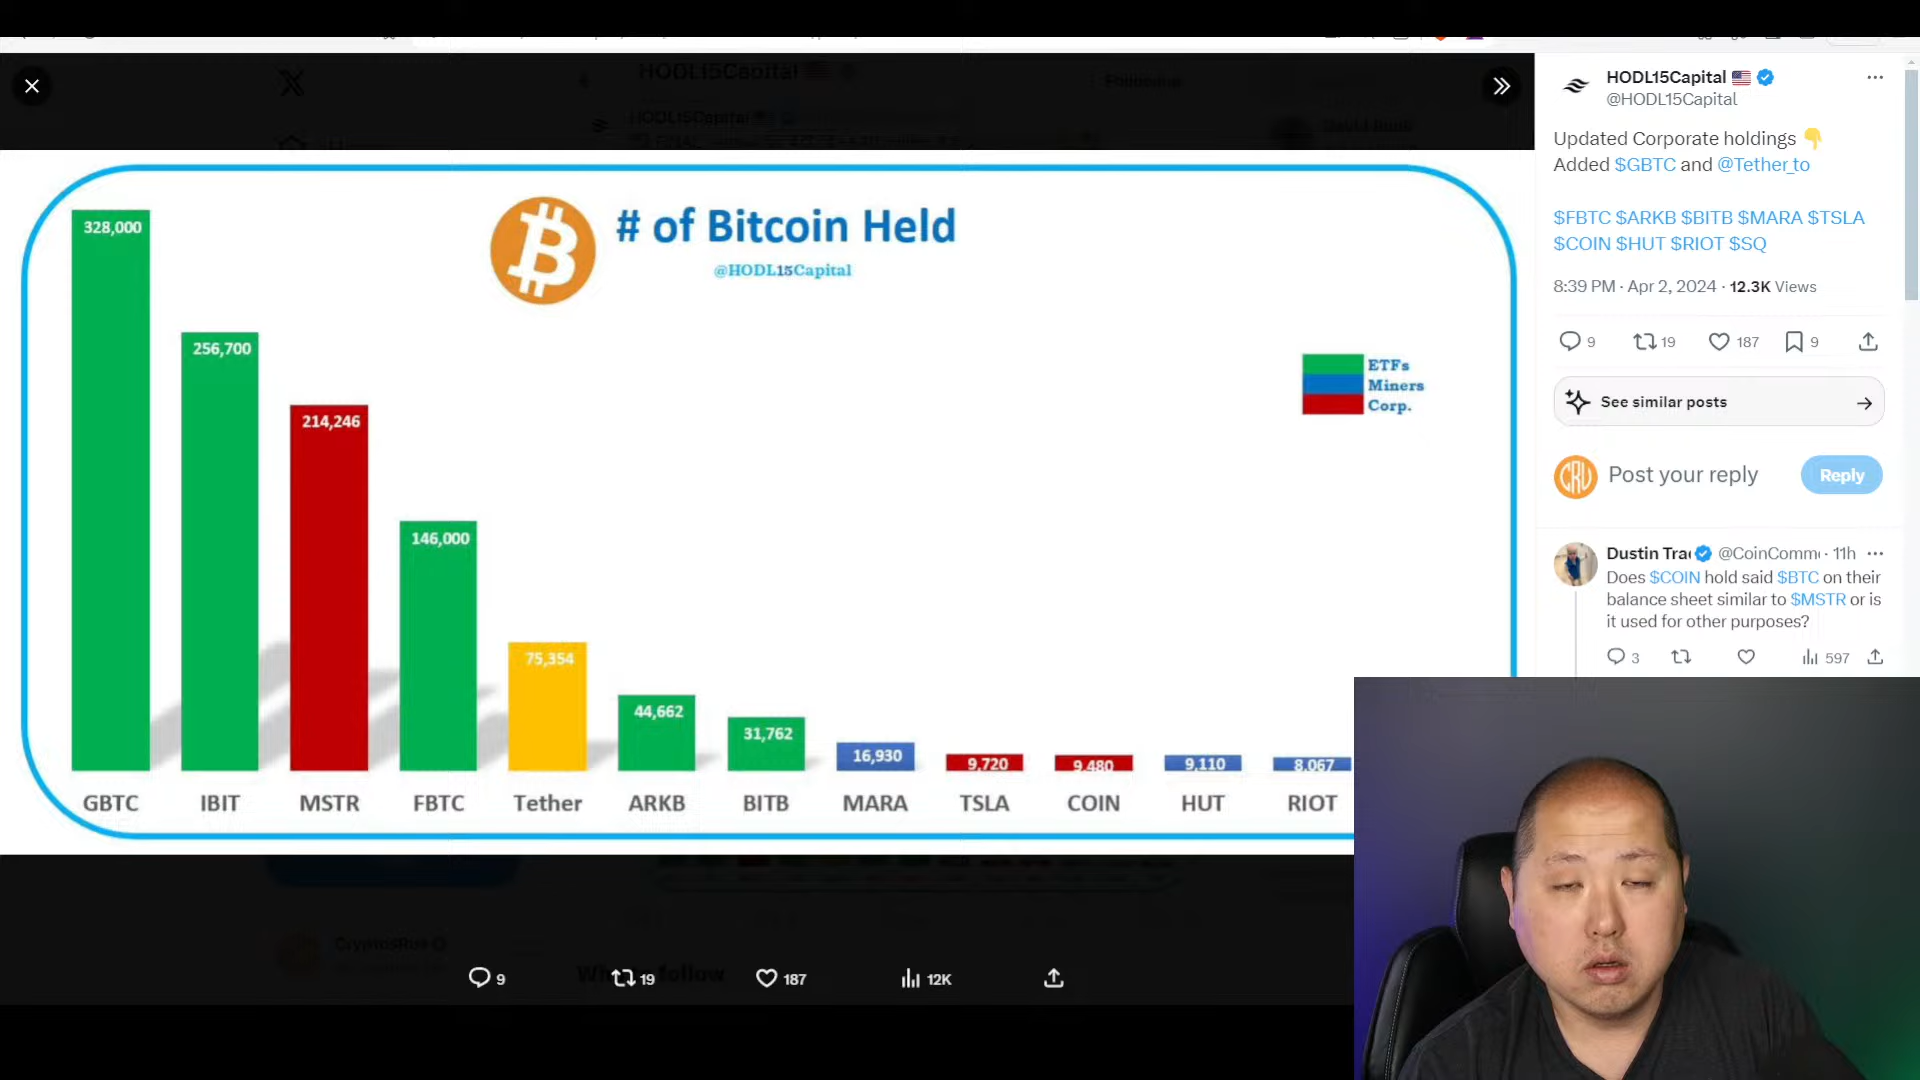 328,000
# of Bitcoin Held
@HODL15Capital
256,700
ETFs
Miners
Corp.
214,246
146,000
75,354
44,662
31,762
16,930
9,720
9,480
9,110
8,067
GBTC IBIT MSTR FBTC Tether ARKB BITB MARA TSLA COIN HUT RIOT
9 19 187 12K
HODL15Capital
@HODL15Capital
Updated Corporate holdings
Added $GBTC and @Tether_to
$FBTC $ARKB $BITB $MARA $TSLA
$COIN $HUT $RIOT $SQ
8:39 PM · Apr 2, 2024 · 12.3K Views
9 19 187 9
See similar posts
CRU Post your reply Reply
Dustin Tra @CoinComm · 11h
Does $COIN hold said $BTC on their
balance sheet similar to $MSTR or is
it used for other purposes?
3 597